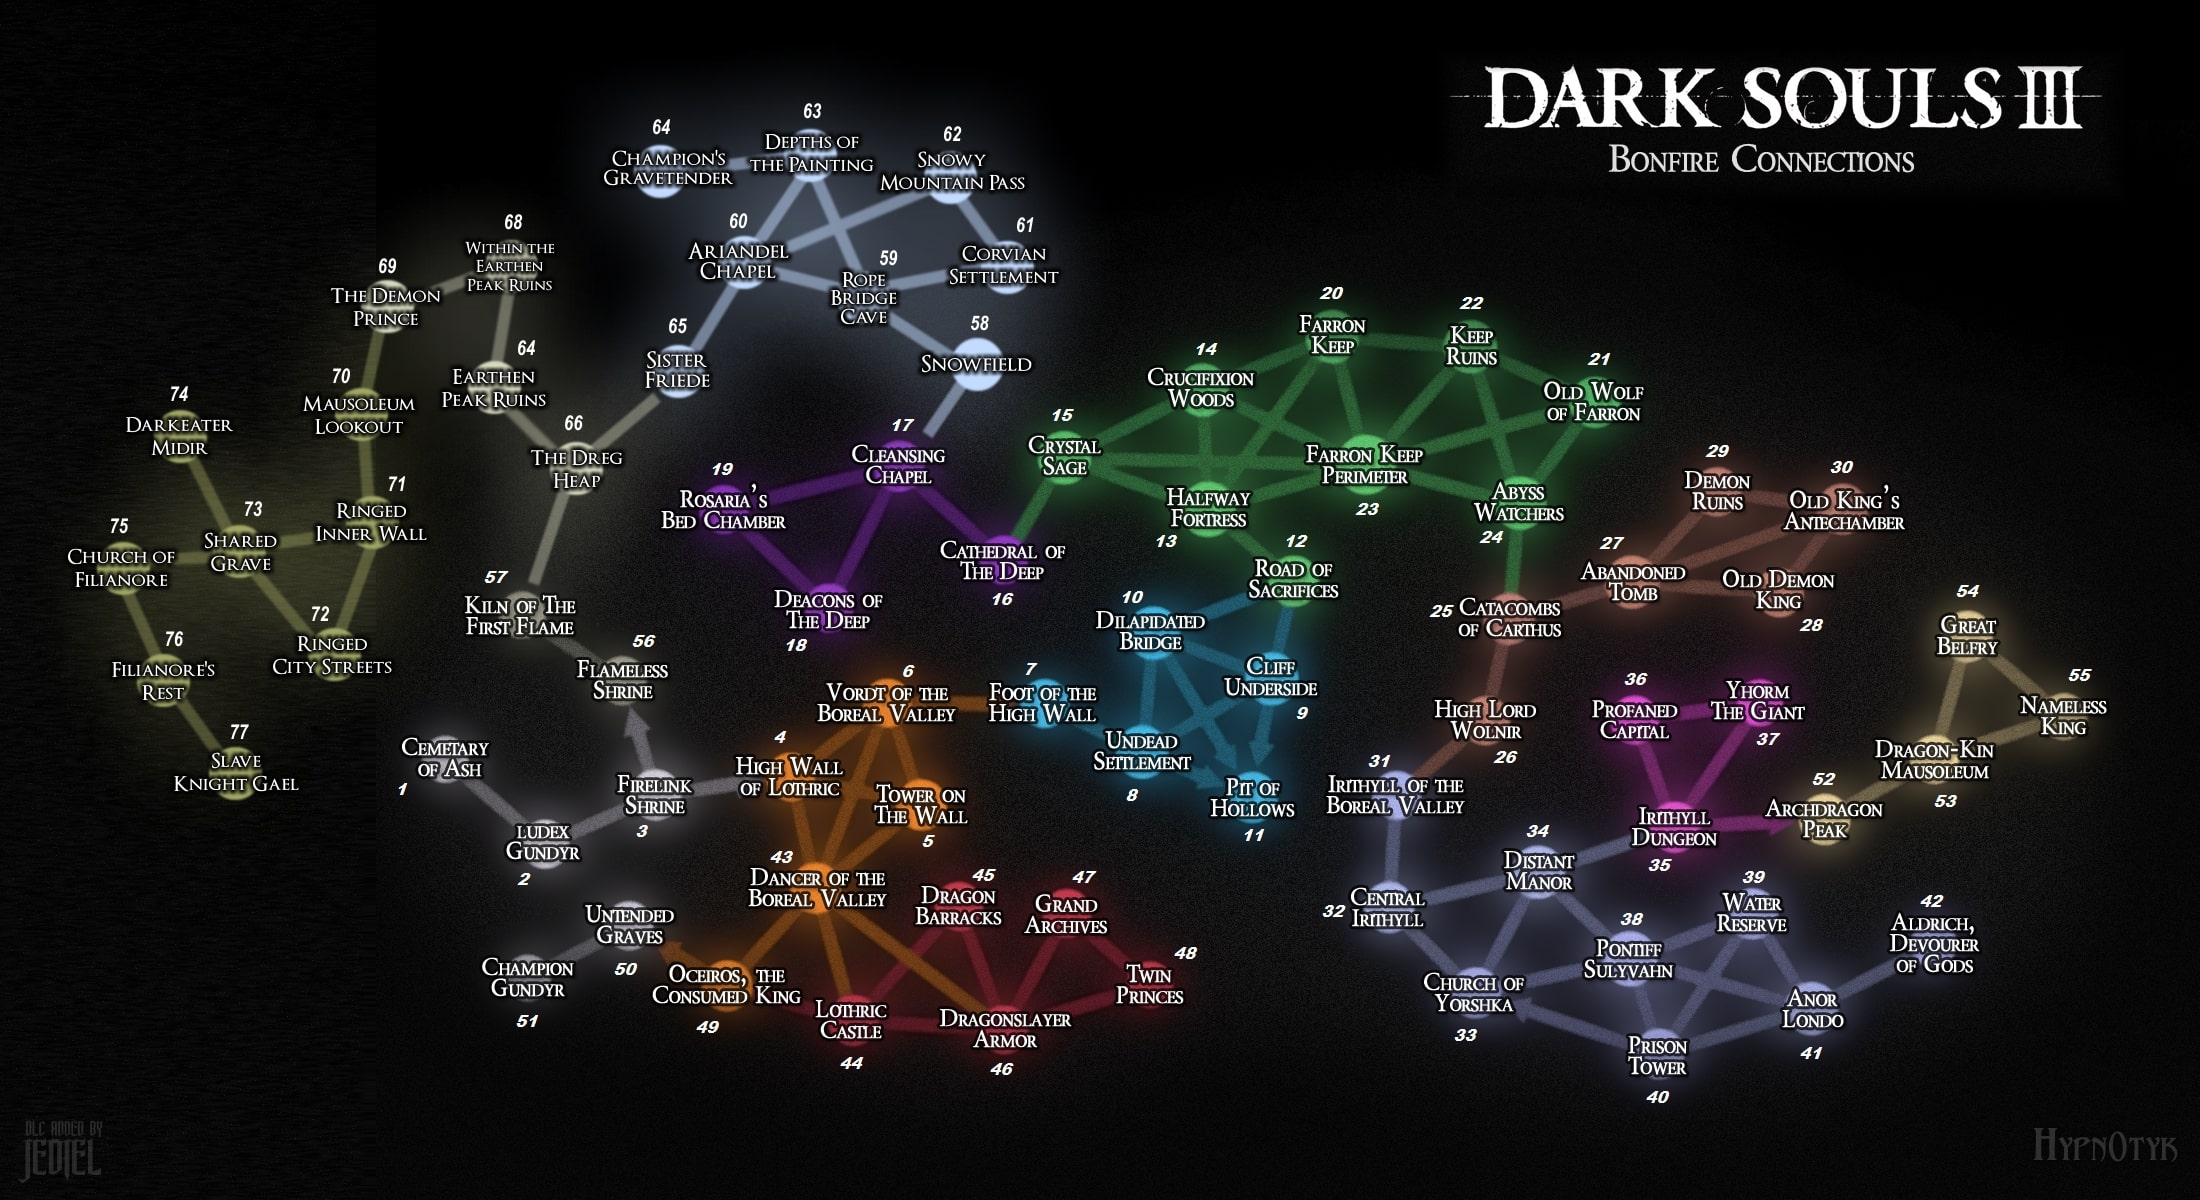 DARK SOULS III
BONFIRE CONNECTIONS
64
CHAMPION'S
GRAVETENDER
63
DEPTHS OF
THE PAINTING
62
SNOWY
MOUNTAIN PASS
60
ARIANDEL
CHAPEL
59
ROPE
BRIDGE
CAVE
61
CORVIAN
SETTLEMENT
65
SISTER
FRIEDE
58
SNOWFIELD
68
WITHIN THE
EARTHEN
PEAK RUINS
69
THE DEMON
PRINCE
64
EARTHEN
PEAK RUINS
66
THE DREG
HEAP
70
MAUSOLEUM
LOOKOUT
71
RINGED
INNER WALL
74
DARKEATER
MIDIR
73
SHARED
GRAVE
75
CHURCH OF
FILIANORE
72
RINGED
CITY STREETS
76
FILIANORE'S
REST
77
SLAVE
KNIGHT GAEL
57
KILN OF THE
FIRST FLAME
56
FLAMELESS
SHRINE
CEMETARY
OF ASH
1
LUDEX
GUNDYR
2
FIRELINK
SHRINE
3
17
CLEANSING
CHAPEL
19
ROSARIA'S
BED CHAMBER
CATHEDRAL OF
THE DEEP
16
DEACONS OF
THE DEEP
18
20
FARRON
KEEP
22
KEEP
RUINS
14
CRUCIFIXION
WOODS
21
OLD WOLF
OF FARRON
15
CRYSTAL
SAGE
FARRON KEEP
PERIMETER
23
HALFWAY
FORTRESS
13
ABYSS
WATCHERS
24
12
ROAD OF
SACRIFICES
10
DILAPIDATED
BRIDGE
CLIFF
UNDERSIDE
9
7
FOOT OF THE
HIGH WALL
UNDEAD
SETTLEMENT
8
PIT OF
HOLLOWS
11
6
VORDT OF THE
BOREAL VALLEY
4
HIGH WALL
OF LOTHRIC
TOWER ON
THE WALL
5
43
DANCER OF THE
BOREAL VALLEY
45
DRAGON
BARRACKS
47
GRAND
ARCHIVES
48
TWIN
PRINCES
UNTENDED
GRAVES
50
CHAMPION
GUNDYR
51
OCEIROS, THE
CONSUMED KING
49
LOTHRIC
CASTLE
44
DRAGONSLAYER
ARMOR
46
29
DEMON
RUINS
30
OLD KING'S
ANTECHAMBER
27
ABANDONED
TOMB
OLD DEMON
KING
28
25
CATACOMBS
OF CARTHUS
HIGH LORD
WOLNIR
26
36
PROFANED
CAPITAL
YHORM
THE GIANT
37
IRITHYLL
DUNGEON
35
54
GREAT
BELFRY
55
NAMELESS
KING
DRAGON-KIN
MAUSOLEUM
53
52
ARCHDRAGON
PEAK
31
IRITHYLL OF THE
BOREAL VALLEY
34
DISTANT
MANOR
32
CENTRAL
IRITHYLL
39
WATER
RESERVE
38
PONTIFF
SULYVAHN
42
ALDRICH,
DEVOURER
OF GODS
CHURCH OF
YORSHKA
33
ANOR
LONDO
41
PRISON
TOWER
40
DLC ADDED BY
JEDIEL
HYPN0TYK